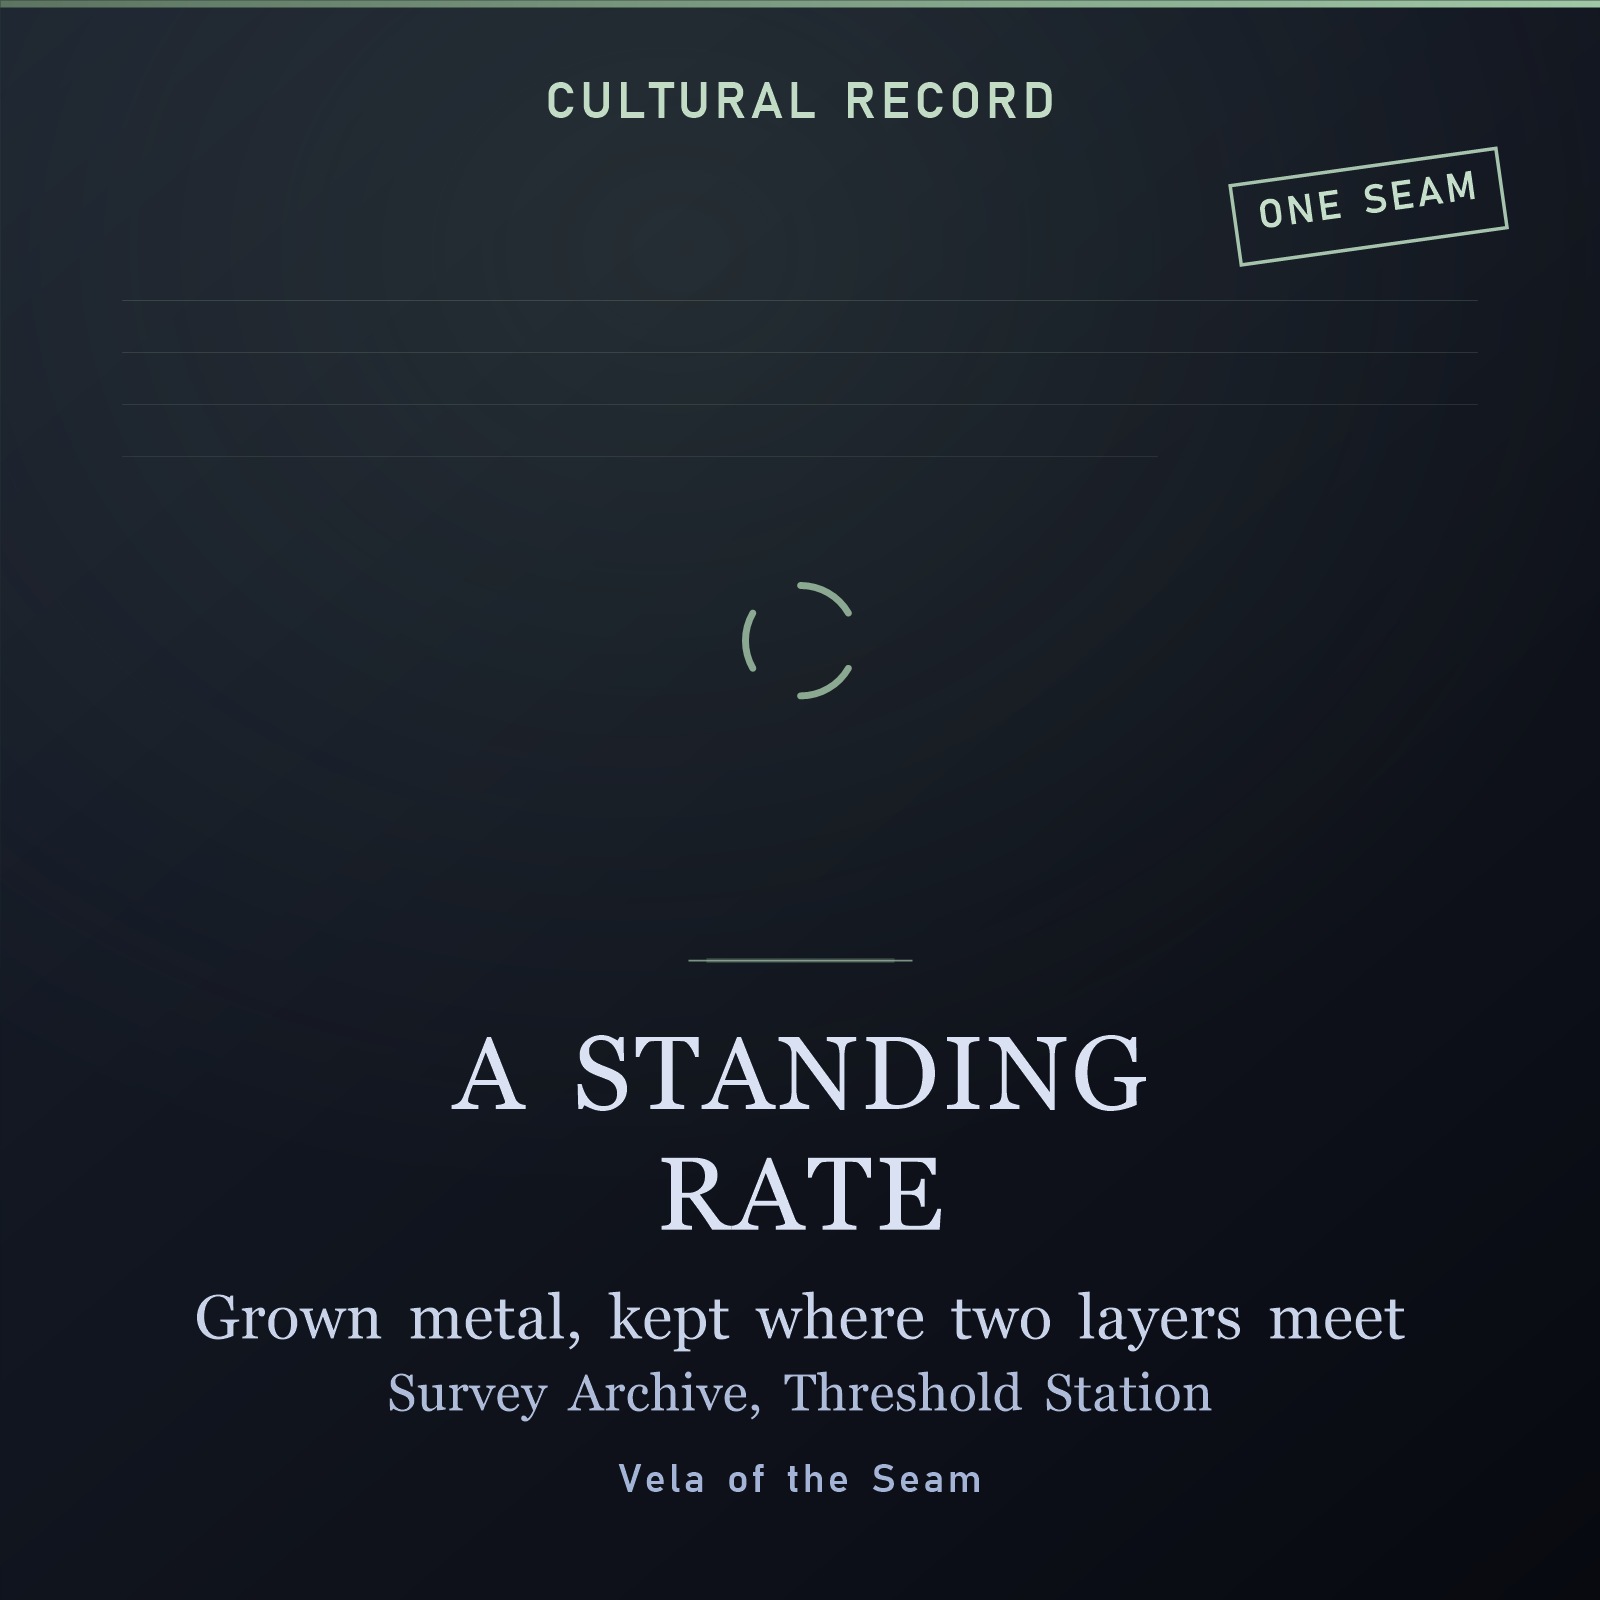 CULTURAL RECORD
ONE SEAM
A STANDING
RATE
Grown metal, kept where two layers meet
Survey Archive, Threshold Station
Vela of the Seam